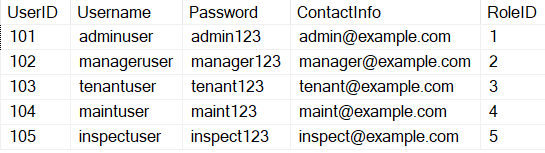 UserID Username Password ContactInfo RoleID
101 adminuser admin123 admin@example.com 1
102 manageruser manager123 manager@example.com 2
103 tenantuser tenant123 tenant@example.com 3
104 maintuser maint123 maint@example.com 4
105 inspectuser inspect123 inspect@example.com 5